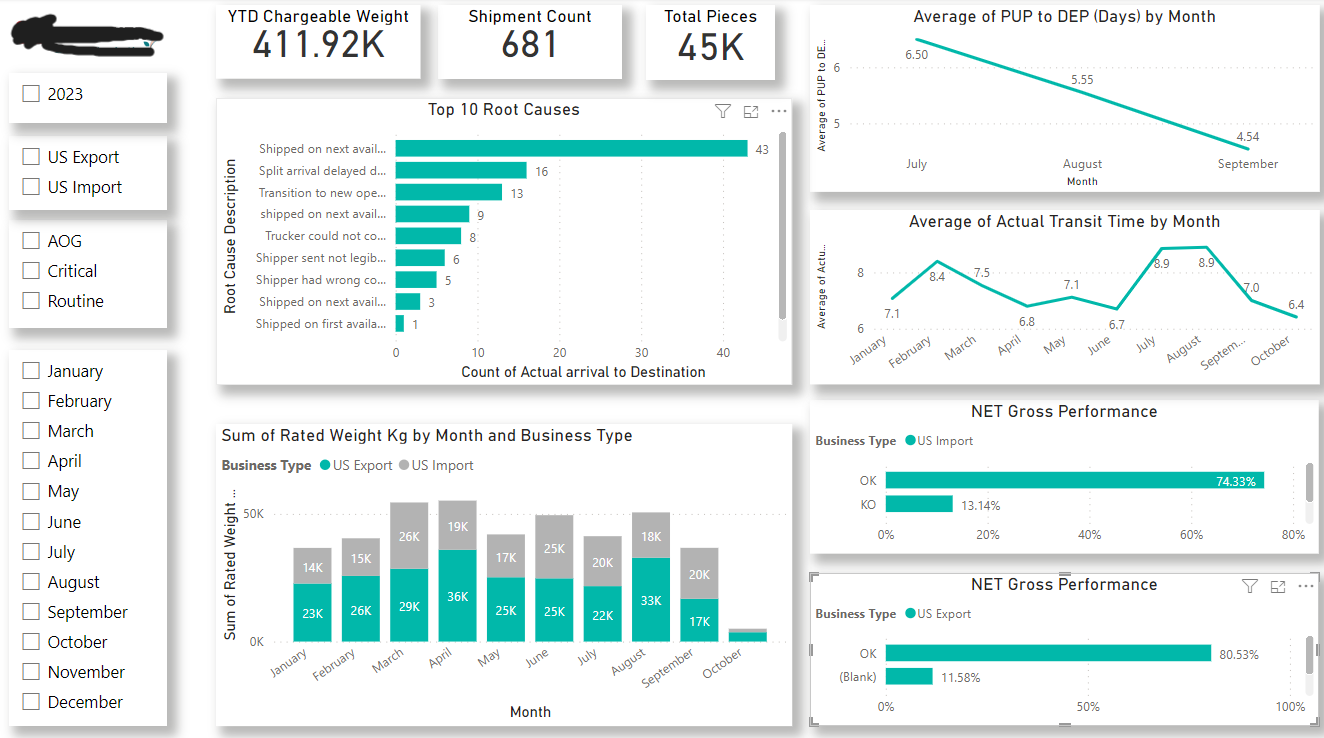 2023
US Export
US Import
AOG
Critical
Routine
January
February
March
April
May
June
July
August
September
October
November
December
YTD Chargeable Weight
411.92K
Shipment Count
681
Total Pieces
45K
Top 10 Root Causes
Root Cause Description
Shipped on next avail... 43
Split arrival delayed d... 16
Transition to new ope... 13
shipped on next avail... 9
Trucker could not co... 8
Shipper sent not legib... 6
Shipper had wrong co... 5
Shipped on next avail... 3
Shipped on first availa... 1
0 10 20 30 40
Count of Actual arrival to Destination
Sum of Rated Weight Kg by Month and Business Type
Business Type US Export US Import
Sum of Rated Weight ...
50K
0K
14K 15K 26K 19K 17K 25K 20K 18K 20K
23K 26K 29K 36K 25K 25K 22K 33K 17K
January February March April May June July August September October
Month
Average of PUP to DEP (Days) by Month
Average of PUP to DE...
6
5
6.50 5.55 4.54
July August September
Month
Average of Actual Transit Time by Month
Average of Actu...
8
6
7.1 8.4 7.5 6.8 7.1 6.7 8.9 8.9 7.0 6.4
January February March April May June July August Septem... October
NET Gross Performance
Business Type US Import
OK 74.33%
KO 13.14%
0% 20% 40% 60% 80%
NET Gross Performance
Business Type US Export
OK 80.53%
(Blank) 11.58%
0% 50% 100%